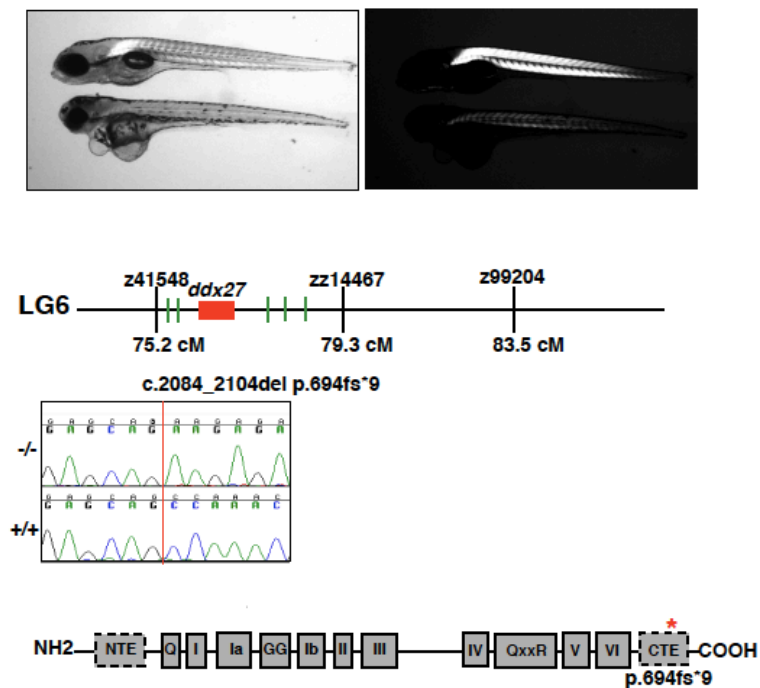 z41548 ddx27 zz14467 z99204
LG6
75.2 cM 79.3 cM 83.5 cM
c.2084_2104del p.694fs*9
G A G C A G A A G A G A
G A G C A G A A G A G A
-/-
G A G C A G C C A A A C
G A G C A G C C A A A C
+/+
*
NH2 NTE Q I Ia GG Ib II III IV QxxR V VI CTE COOH
p.694fs*9